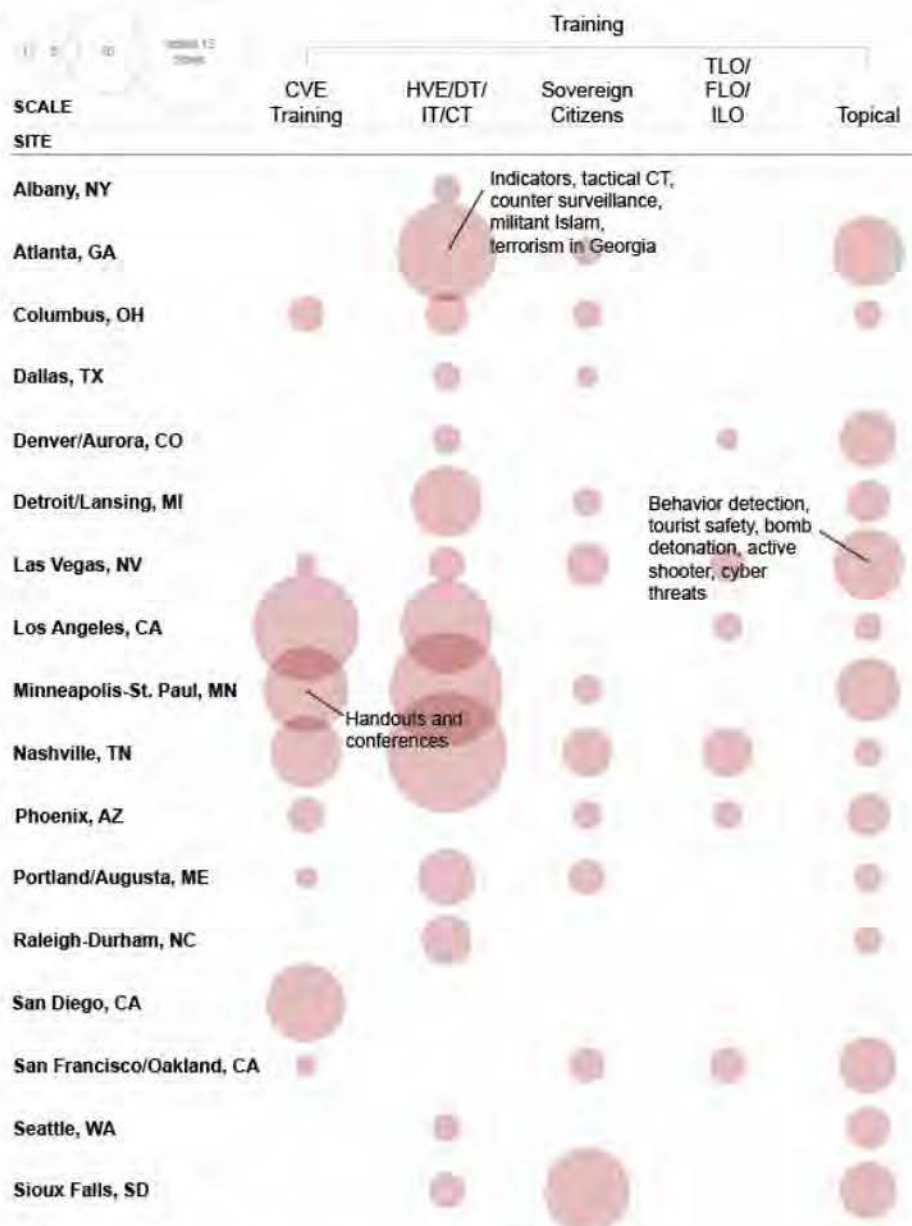 Training
CVE
Training
HVE/DT/
IT/CT
Sovereign
Citizens
TLO/
FLO/
ILO
Topical
SCALE
SITE
Albany, NY
Indicators, tactical CT,
counter surveillance,
militant Islam,
terrorism in Georgia
Atlanta, GA
Columbus, OH
Dallas, TX
Denver/Aurora, CO
Detroit/Lansing, MI
Behavior detection,
tourist safety, bomb
detonation, active
shooter, cyber
threats
Las Vegas, NV
Los Angeles, CA
Minneapolis-St. Paul, MN
Handouts and
conferences
Nashville, TN
Phoenix, AZ
Portland/Augusta, ME
Raleigh-Durham, NC
San Diego, CA
San Francisco/Oakland, CA
Seattle, WA
Sioux Falls, SD